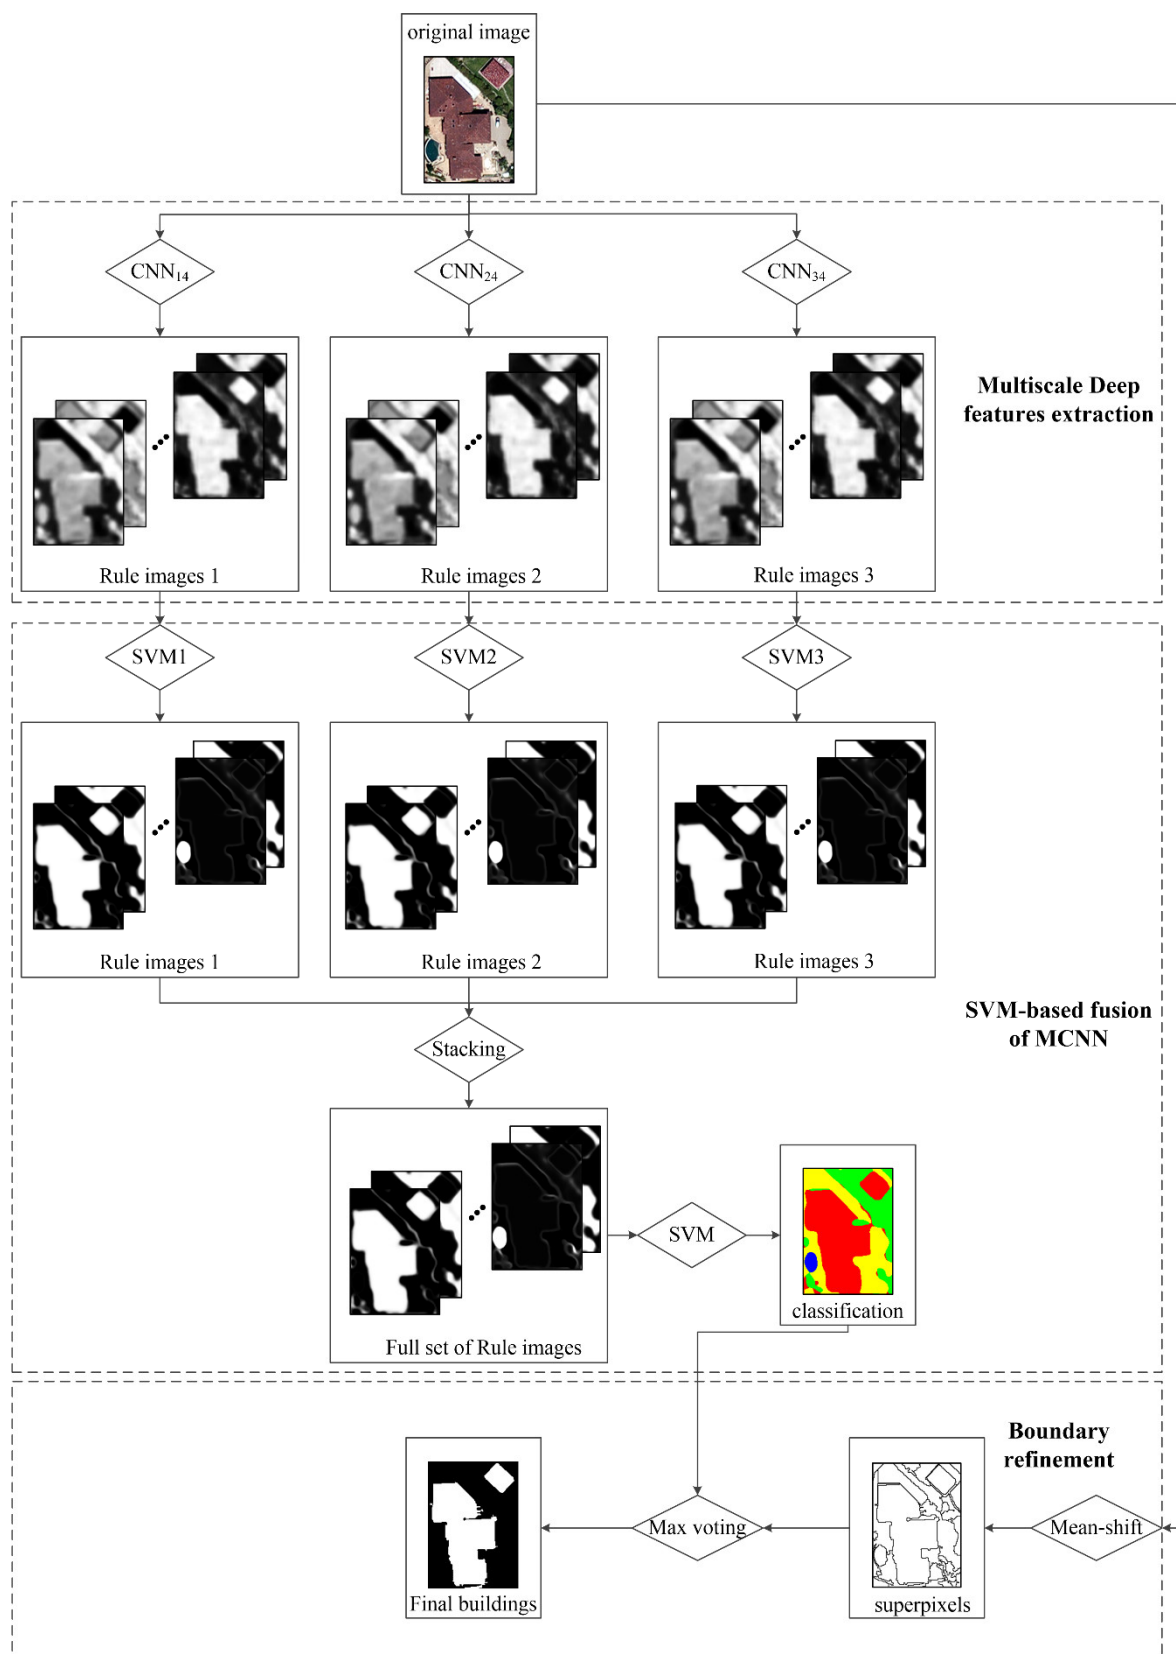 original image
CNN₁₄
CNN₂₄
CNN₃₄
Multiscale Deep
features extraction
Rule images 1
Rule images 2
Rule images 3
SVM1
SVM2
SVM3
Rule images 1
Rule images 2
Rule images 3
SVM-based fusion
of MCNN
Stacking
SVM
classification
Full set of Rule images
Boundary
refinement
Max voting
Mean-shift
Final buildings
superpixels